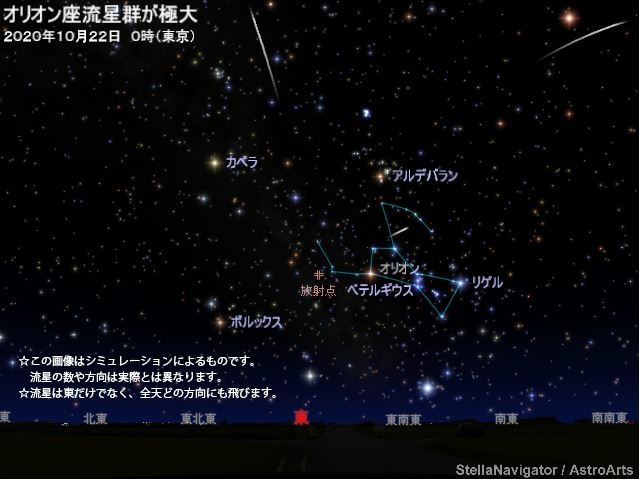 オリオン座流星群が極大
2020年10月22日　0時(東京)
カペラ
アルデバラン
オリオン
リゲル
ベテルギウス
放射点
ポルックス
☆この画像はシミュレーションによるものです。
流星の数や方向は実際とは異なります。
☆流星は東だけでなく、全天どの方向にも飛びます。
東 北東 東北東 東 東南東 南東 南南東
StellaNavigator / AstroArts